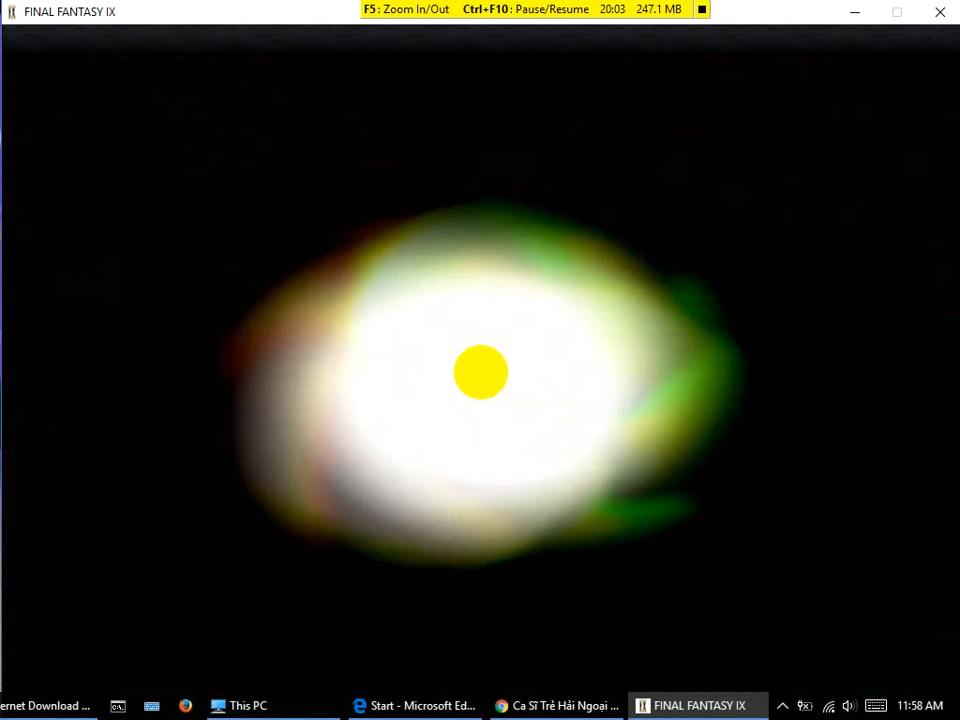 FINAL FANTASY IX
F5: Zoom In/Out Ctrl+F10: Pause/Resume 20:03 247.1 MB
ernet Download ...
This PC
Start - Microsoft Ed...
Ca Sĩ Trẻ Hải Ngoại ...
FINAL FANTASY IX
11:58 AM